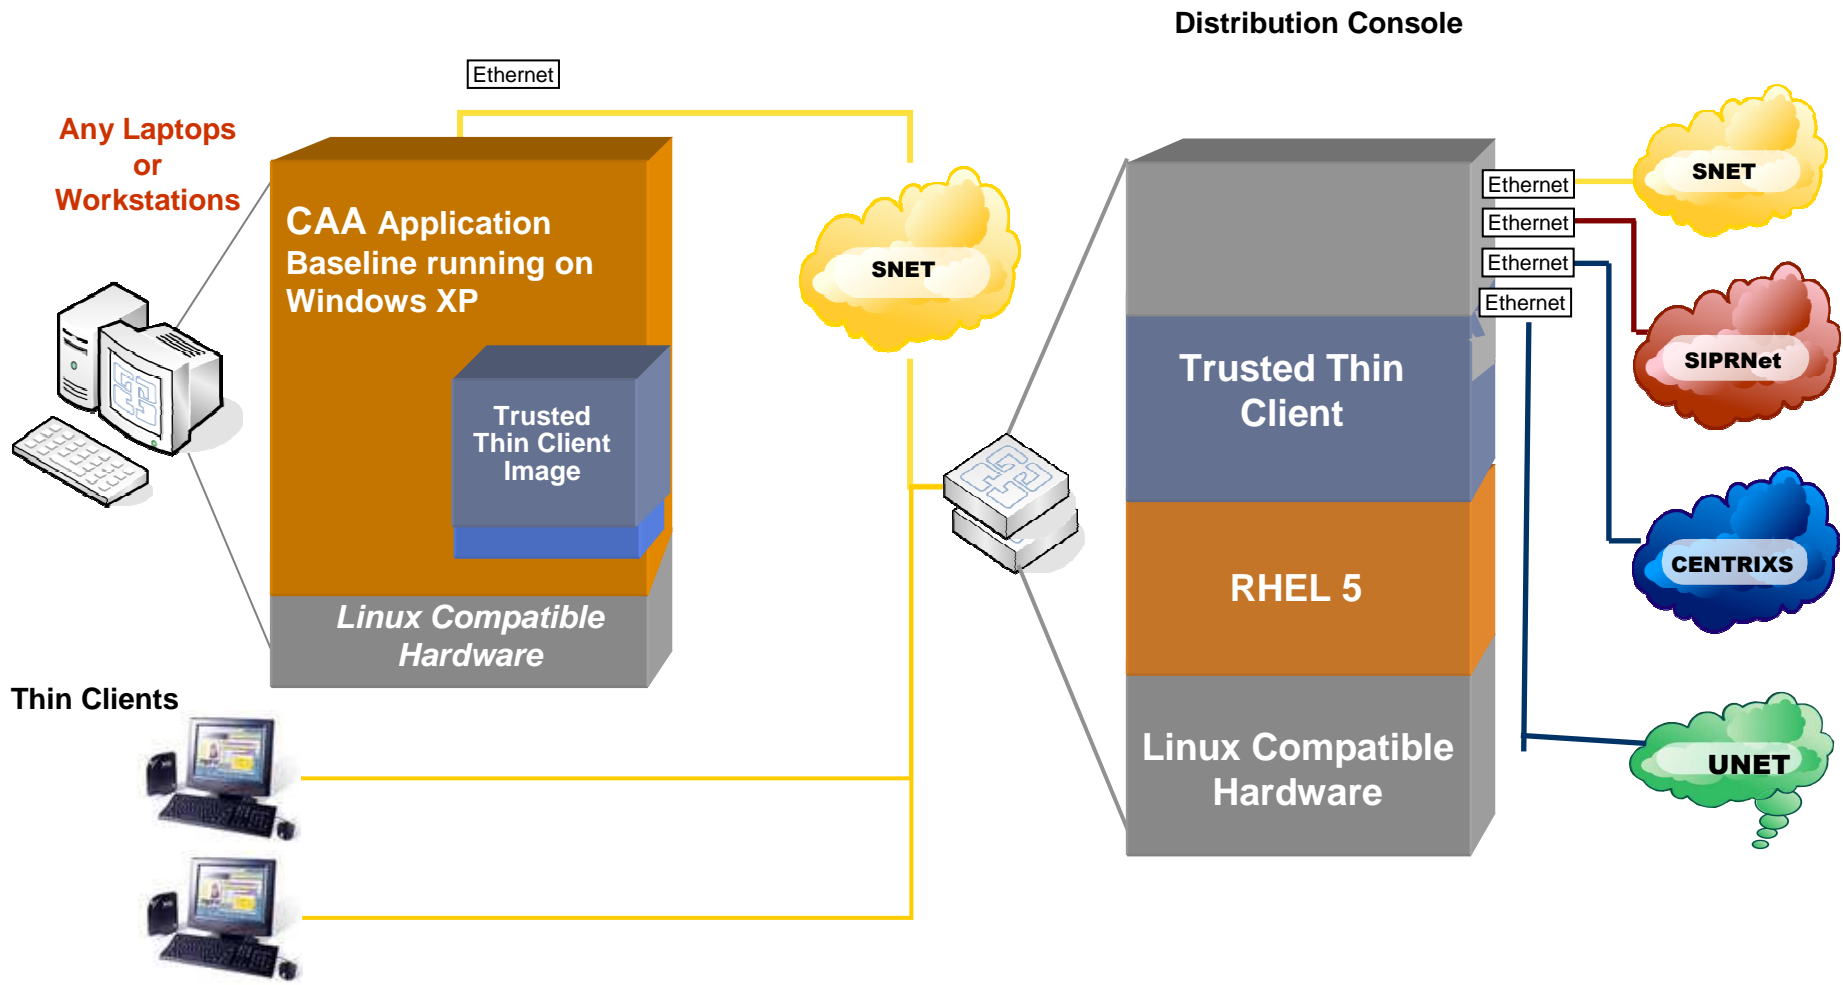 Distribution Console
Ethernet
Any Laptops
or
Workstations
CAA Application
Baseline running on
Windows XP
Trusted
Thin Client
Image
Linux Compatible
Hardware
Thin Clients
SNET
Trusted Thin
Client
RHEL 5
Linux Compatible
Hardware
Ethernet
Ethernet
Ethernet
Ethernet
SNET
SIPRNet
CENTRIXS
UNET